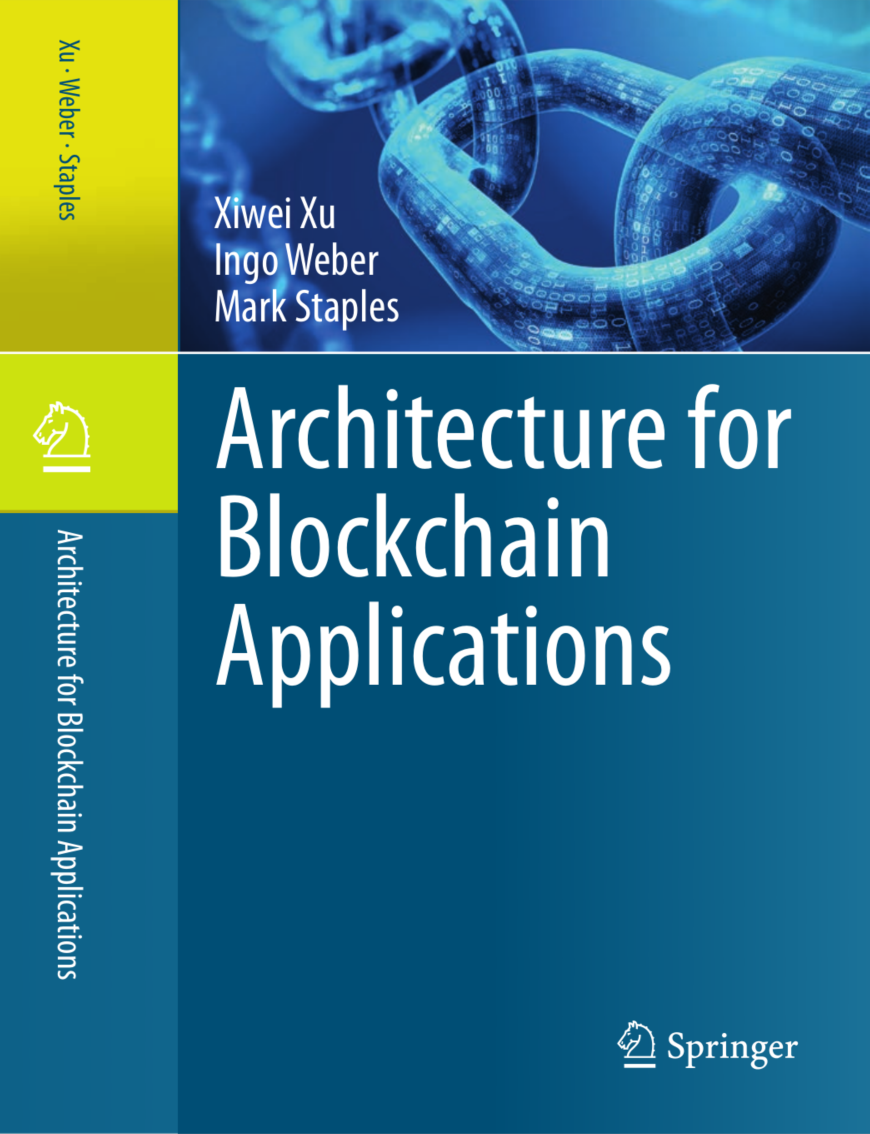 Xu · Weber · Staples
Architecture for Blockchain Applications
Xiwei Xu
Ingo Weber
Mark Staples
Architecture for
Blockchain
Applications
Springer